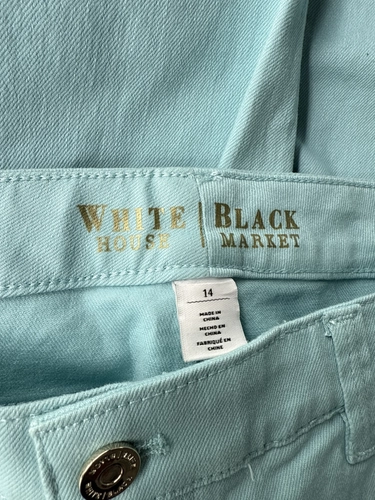 WHITE | BLACK
HOUSE | MARKET
14
MADE IN
CHINA
HECHO EN
CHINA
FABRIQUÉ EN
CHINE